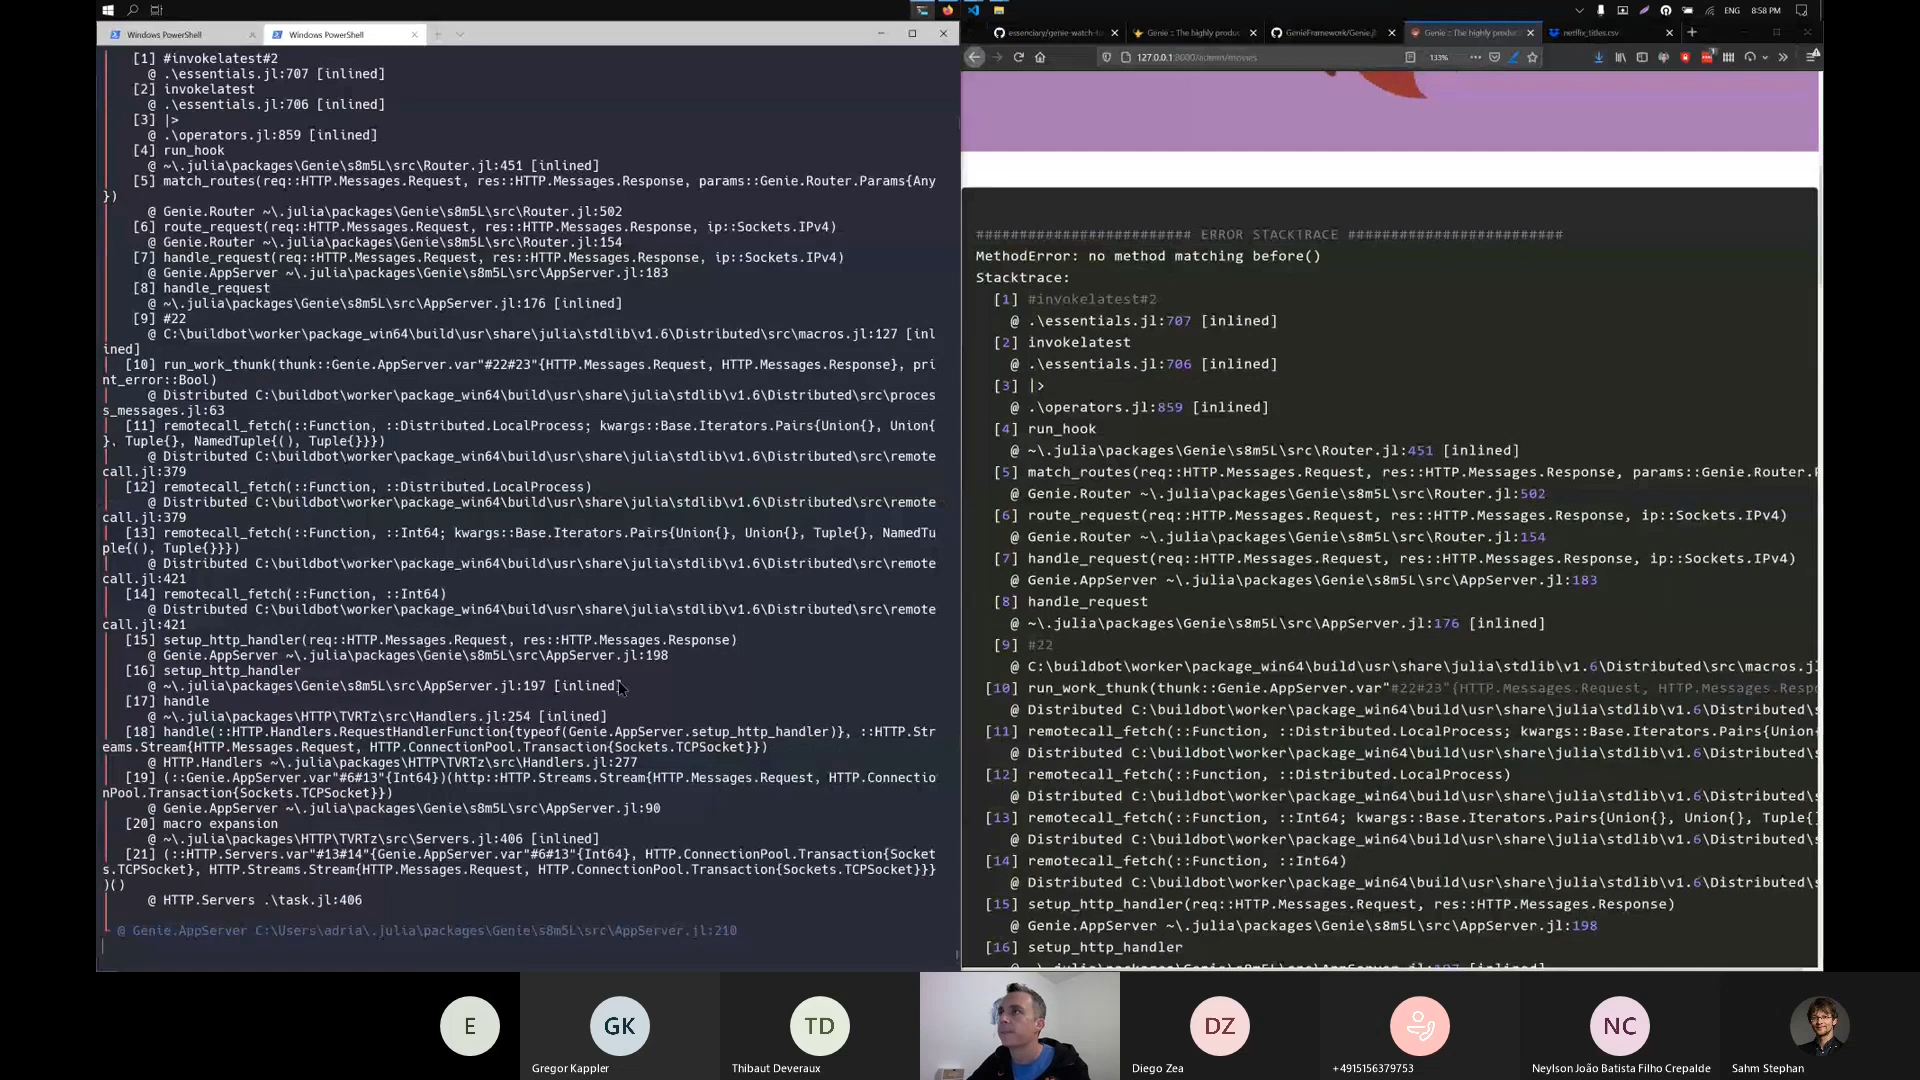 ENG
8:58 PM
Windows PowerShell
Windows PowerShell
essenciary/genie-watch-t
Genie :: The highly produc
GenieFramework/Genie.jl
Genie :: The highly produc
netflix_titles.csv
127.0.0.1:8000/admin/movies
133%
[1] #invokelatest#2
@ .\essentials.jl:707 [inlined]
[2] invokelatest
@ .\essentials.jl:706 [inlined]
[3] |>
@ .\operators.jl:859 [inlined]
[4] run_hook
@ ~\.julia\packages\Genie\s8m5L\src\Router.jl:451 [inlined]
[5] match_routes(req::HTTP.Messages.Request, res::HTTP.Messages.Response, params::Genie.Router.Params{Any
})
@ Genie.Router ~\.julia\packages\Genie\s8m5L\src\Router.jl:502
[6] route_request(req::HTTP.Messages.Request, res::HTTP.Messages.Response, ip::Sockets.IPv4)
@ Genie.Router ~\.julia\packages\Genie\s8m5L\src\Router.jl:154
[7] handle_request(req::HTTP.Messages.Request, res::HTTP.Messages.Response, ip::Sockets.IPv4)
@ Genie.AppServer ~\.julia\packages\Genie\s8m5L\src\AppServer.jl:183
[8] handle_request
@ ~\.julia\packages\Genie\s8m5L\src\AppServer.jl:176 [inlined]
[9] #22
@ C:\buildbot\worker\package_win64\build\usr\share\julia\stdlib\v1.6\Distributed\src\macros.jl:127 [inl
ined]
[10] run_work_thunk(thunk::Genie.AppServer.var"#22#23"{HTTP.Messages.Request, HTTP.Messages.Response}, pri
nt_error::Bool)
@ Distributed C:\buildbot\worker\package_win64\build\usr\share\julia\stdlib\v1.6\Distributed\src\proces
s_messages.jl:63
[11] remotecall_fetch(::Function, ::Distributed.LocalProcess; kwargs::Base.Iterators.Pairs{Union{}, Union{
}, Tuple{}, NamedTuple{(), Tuple{}}})
@ Distributed C:\buildbot\worker\package_win64\build\usr\share\julia\stdlib\v1.6\Distributed\src\remote
call.jl:379
[12] remotecall_fetch(::Function, ::Distributed.LocalProcess)
@ Distributed C:\buildbot\worker\package_win64\build\usr\share\julia\stdlib\v1.6\Distributed\src\remote
call.jl:379
[13] remotecall_fetch(::Function, ::Int64; kwargs::Base.Iterators.Pairs{Union{}, Union{}, Tuple{}, NamedTu
ple{(), Tuple{}}})
@ Distributed C:\buildbot\worker\package_win64\build\usr\share\julia\stdlib\v1.6\Distributed\src\remote
call.jl:421
[14] remotecall_fetch(::Function, ::Int64)
@ Distributed C:\buildbot\worker\package_win64\build\usr\share\julia\stdlib\v1.6\Distributed\src\remote
call.jl:421
[15] setup_http_handler(req::HTTP.Messages.Request, res::HTTP.Messages.Response)
@ Genie.AppServer ~\.julia\packages\Genie\s8m5L\src\AppServer.jl:198
[16] setup_http_handler
@ ~\.julia\packages\Genie\s8m5L\src\AppServer.jl:197 [inlined]
[17] handle
@ ~\.julia\packages\HTTP\TVRTz\src\Handlers.jl:254 [inlined]
[18] handle(::HTTP.Handlers.RequestHandlerFunction{typeof(Genie.AppServer.setup_http_handler)}, ::HTTP.Str
eams.Stream{HTTP.Messages.Request, HTTP.ConnectionPool.Transaction{Sockets.TCPSocket}})
@ HTTP.Handlers ~\.julia\packages\HTTP\TVRTz\src\Handlers.jl:277
[19] (::Genie.AppServer.var"#6#13"{Int64})(http::HTTP.Streams.Stream{HTTP.Messages.Request, HTTP.Connectio
nPool.Transaction{Sockets.TCPSocket}})
@ Genie.AppServer ~\.julia\packages\Genie\s8m5L\src\AppServer.jl:90
[20] macro expansion
@ ~\.julia\packages\HTTP\TVRTz\src\Servers.jl:406 [inlined]
[21] (::HTTP.Servers.var"#13#14"{Genie.AppServer.var"#6#13"{Int64}, HTTP.ConnectionPool.Transaction{Socket
s.TCPSocket}, HTTP.Streams.Stream{HTTP.Messages.Request, HTTP.ConnectionPool.Transaction{Sockets.TCPSocket}}}
)()
@ HTTP.Servers .\task.jl:406
@ Genie.AppServer C:\Users\adria\.julia\packages\Genie\s8m5L\src\AppServer.jl:210
######################### ERROR STACKTRACE #########################
MethodError: no method matching before()
Stacktrace:
[1] #invokelatest#2
@ .\essentials.jl:707 [inlined]
[2] invokelatest
@ .\essentials.jl:706 [inlined]
[3] |>
@ .\operators.jl:859 [inlined]
[4] run_hook
@ ~\.julia\packages\Genie\s8m5L\src\Router.jl:451 [inlined]
[5] match_routes(req::HTTP.Messages.Request, res::HTTP.Messages.Response, params::Genie.Router.
@ Genie.Router ~\.julia\packages\Genie\s8m5L\src\Router.jl:502
[6] route_request(req::HTTP.Messages.Request, res::HTTP.Messages.Response, ip::Sockets.IPv4)
@ Genie.Router ~\.julia\packages\Genie\s8m5L\src\Router.jl:154
[7] handle_request(req::HTTP.Messages.Request, res::HTTP.Messages.Response, ip::Sockets.IPv4)
@ Genie.AppServer ~\.julia\packages\Genie\s8m5L\src\AppServer.jl:183
[8] handle_request
@ ~\.julia\packages\Genie\s8m5L\src\AppServer.jl:176 [inlined]
[9] #22
@ C:\buildbot\worker\package_win64\build\usr\share\julia\stdlib\v1.6\Distributed\src\macros.j
[10] run_work_thunk(thunk::Genie.AppServer.var"#22#23"{HTTP.Messages.Request, HTTP.Messages.Resp
@ Distributed C:\buildbot\worker\package_win64\build\usr\share\julia\stdlib\v1.6\Distributed\s
[11] remotecall_fetch(::Function, ::Distributed.LocalProcess; kwargs::Base.Iterators.Pairs{Union
@ Distributed C:\buildbot\worker\package_win64\build\usr\share\julia\stdlib\v1.6\Distributed\s
[12] remotecall_fetch(::Function, ::Distributed.LocalProcess)
@ Distributed C:\buildbot\worker\package_win64\build\usr\share\julia\stdlib\v1.6\Distributed\s
[13] remotecall_fetch(::Function, ::Int64; kwargs::Base.Iterators.Pairs{Union{}, Union{}, Tuple{
@ Distributed C:\buildbot\worker\package_win64\build\usr\share\julia\stdlib\v1.6\Distributed\s
[14] remotecall_fetch(::Function, ::Int64)
@ Distributed C:\buildbot\worker\package_win64\build\usr\share\julia\stdlib\v1.6\Distributed\s
[15] setup_http_handler(req::HTTP.Messages.Request, res::HTTP.Messages.Response)
@ Genie.AppServer ~\.julia\packages\Genie\s8m5L\src\AppServer.jl:198
[16] setup_http_handler
E
GK
TD
DZ
NC
Gregor Kappler
Thibaut Deveraux
Diego Zea
+4915156379753
Neylson João Batista Filho Crepalde
Sahm Stephan